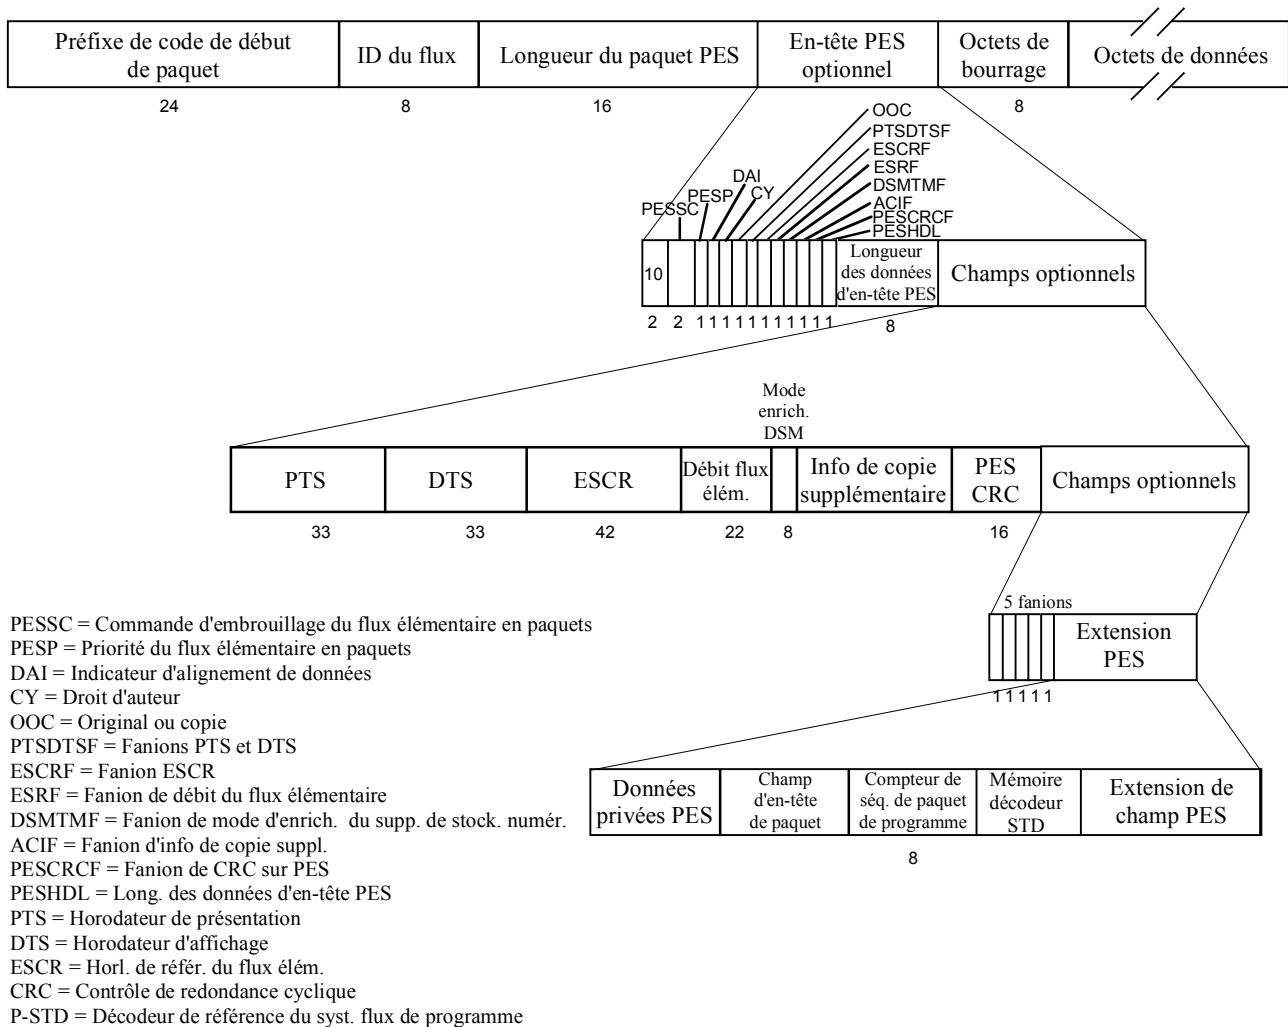 Préfixe de code de début
de paquet
ID du flux
Longueur du paquet PES
En-tête PES
optionnel
Octets de
bourrage
Octets de données
24
8
16
8
OOC
PTSDTSF
ESCRF
ESRF
DSMTMF
ACIF
PESCRCF
PESHDL
DAI
CY
PESP
PESSC
10
Longueur
des données
d'en-tête PES
Champs optionnels
2
2
1 1 1 1 1 1 1 1 1 1 1
8
Mode
enrich.
DSM
PTS
DTS
ESCR
Débit flux
élém.
Info de copie
supplémentaire
PES
CRC
Champs optionnels
33
33
42
22
8
16
5 fanions
Extension
PES
1 1 1 1 1
PESSC = Commande d'embrouillage du flux élémentaire en paquets
PESP = Priorité du flux élémentaire en paquets
DAI = Indicateur d'alignement de données
CY = Droit d'auteur
OOC = Original ou copie
PTSDTSF = Fanions PTS et DTS
ESCRF = Fanion ESCR
ESRF = Fanion de débit du flux élémentaire
DSMTMF = Fanion de mode d'enrich. du supp. de stock. numér.
ACIF = Fanion d'info de copie suppl.
PESCRCF = Fanion de CRC sur PES
PESHDL = Long. des données d'en-tête PES
PTS = Horodateur de présentation
DTS = Horodateur d'affichage
ESCR = Horl. de référ. du flux élém.
CRC = Contrôle de redondance cyclique
P-STD = Décodeur de référence du syst. flux de programme
Données
privées PES
Champ
d'en-tête
de paquet
Compteur de
séq. de paquet
de programme
Mémoire
décodeur
STD
Extension de
champ PES
8